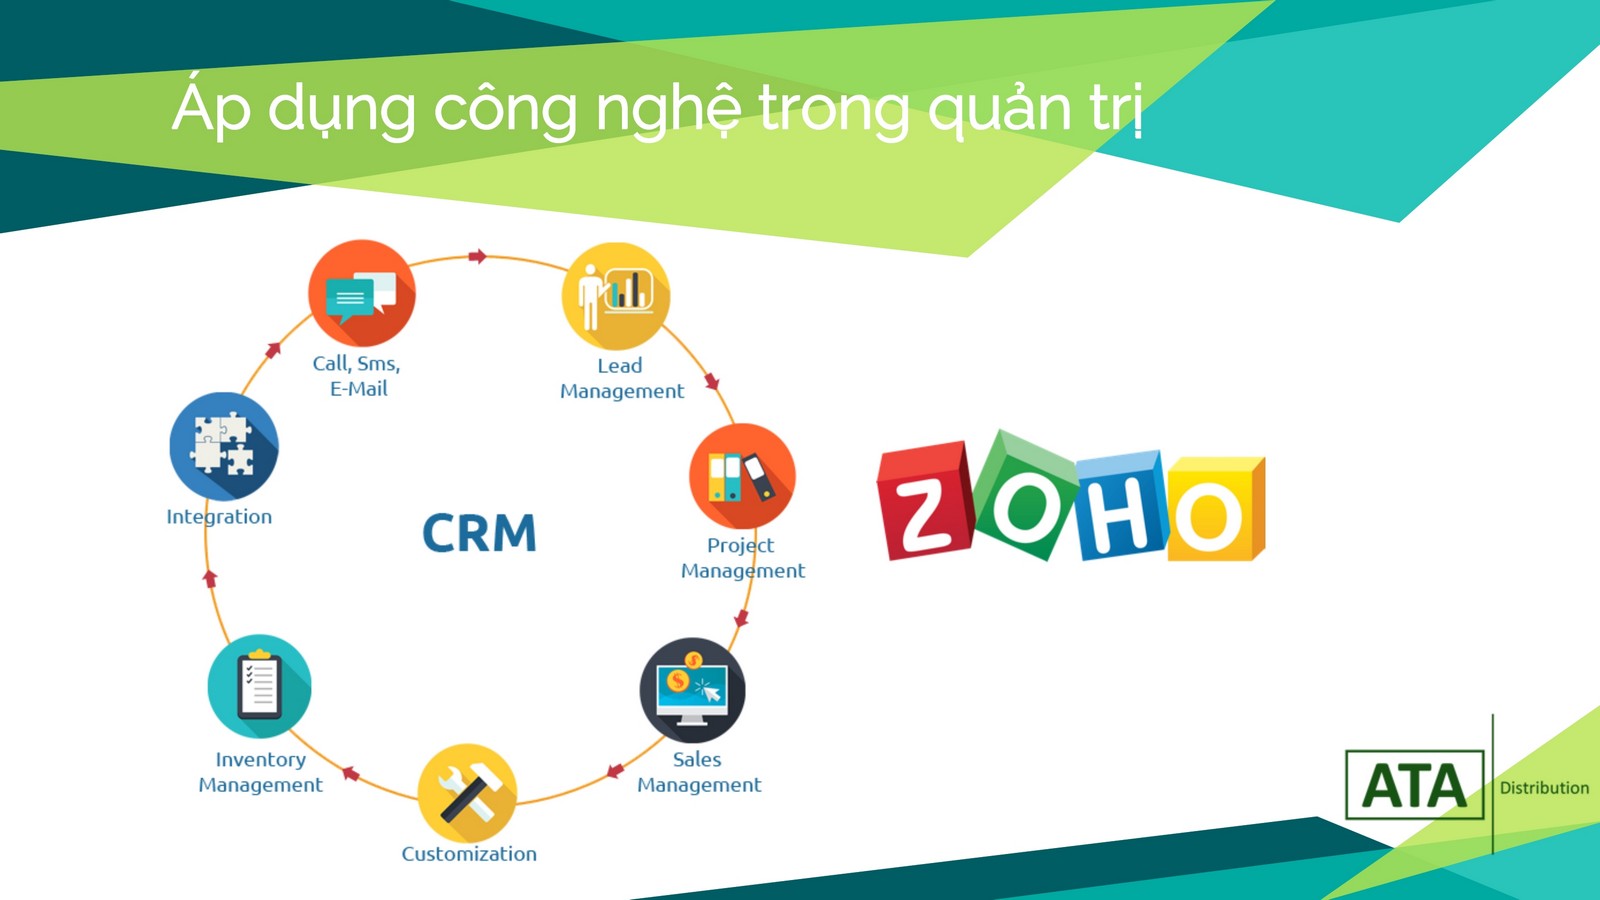 Áp dụng công nghệ trong quản trị
Call, Sms,
E-Mail
Lead
Management
Project
Management
Sales
Management
Customization
Inventory
Management
Integration
CRM
ZOHO
ATA
Distribution